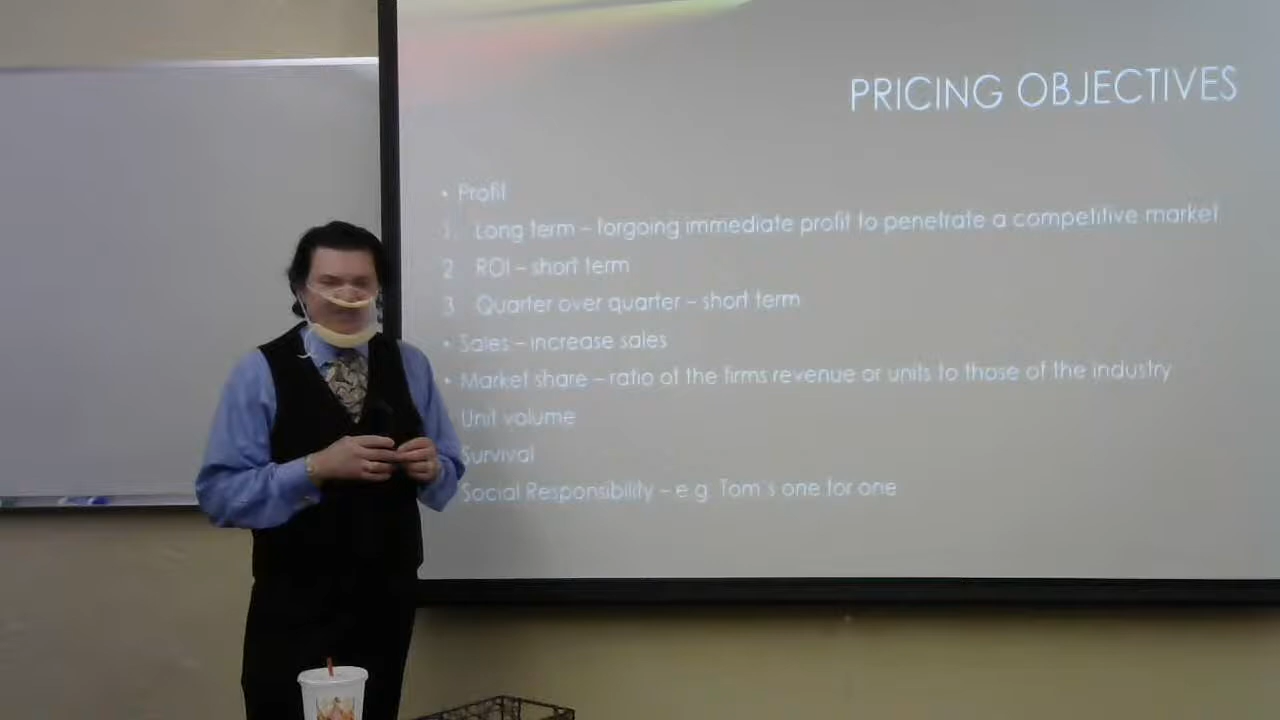 PRICING OBJECTIVES
• Profit
1. Long term – forgoing immediate profit to penetrate a competitive market
2. ROI – short term
3. Quarter over quarter – short term
• Sales – increase sales
• Market share – ratio of the firms revenue or units to those of the industry
Unit volume
Survival
Social Responsibility – e.g. Tom's one for one